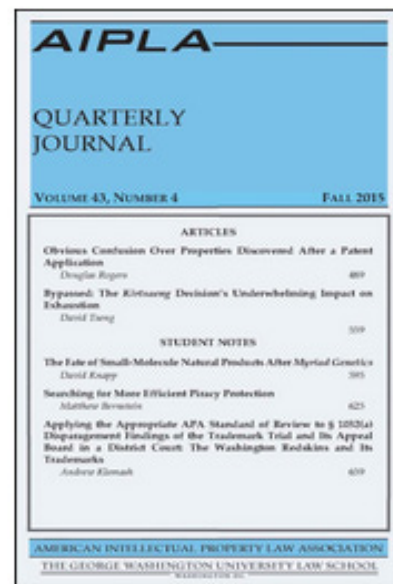 AIPLA
QUARTERLY
JOURNAL
VOLUME 43, NUMBER 4 FALL 2015
ARTICLES
Obvious Confusion Over Properties Discovered After a Patent
Application
Douglas Rogers 489
Bypassed: The Kirtsaeng Decision's Underwhelming Impact on
Exhaustion
David Tseng
559
STUDENT NOTES
The Fate of Small-Molecule Natural Products After Myriad Genetics
David Knapp 595
Searching for More Efficient Piracy Protection
Matthew Bernstein 625
Applying the Appropriate APA Standard of Review to § 1052(a)
Disparagement Findings of the Trademark Trial and Its Appeal
Board in a District Court: The Washington Redskins and Its
Trademarks
Andrew Klemash 659
AMERICAN INTELLECTUAL PROPERTY LAW ASSOCIATION
THE GEORGE WASHINGTON UNIVERSITY LAW SCHOOL
WASHINGTON DC